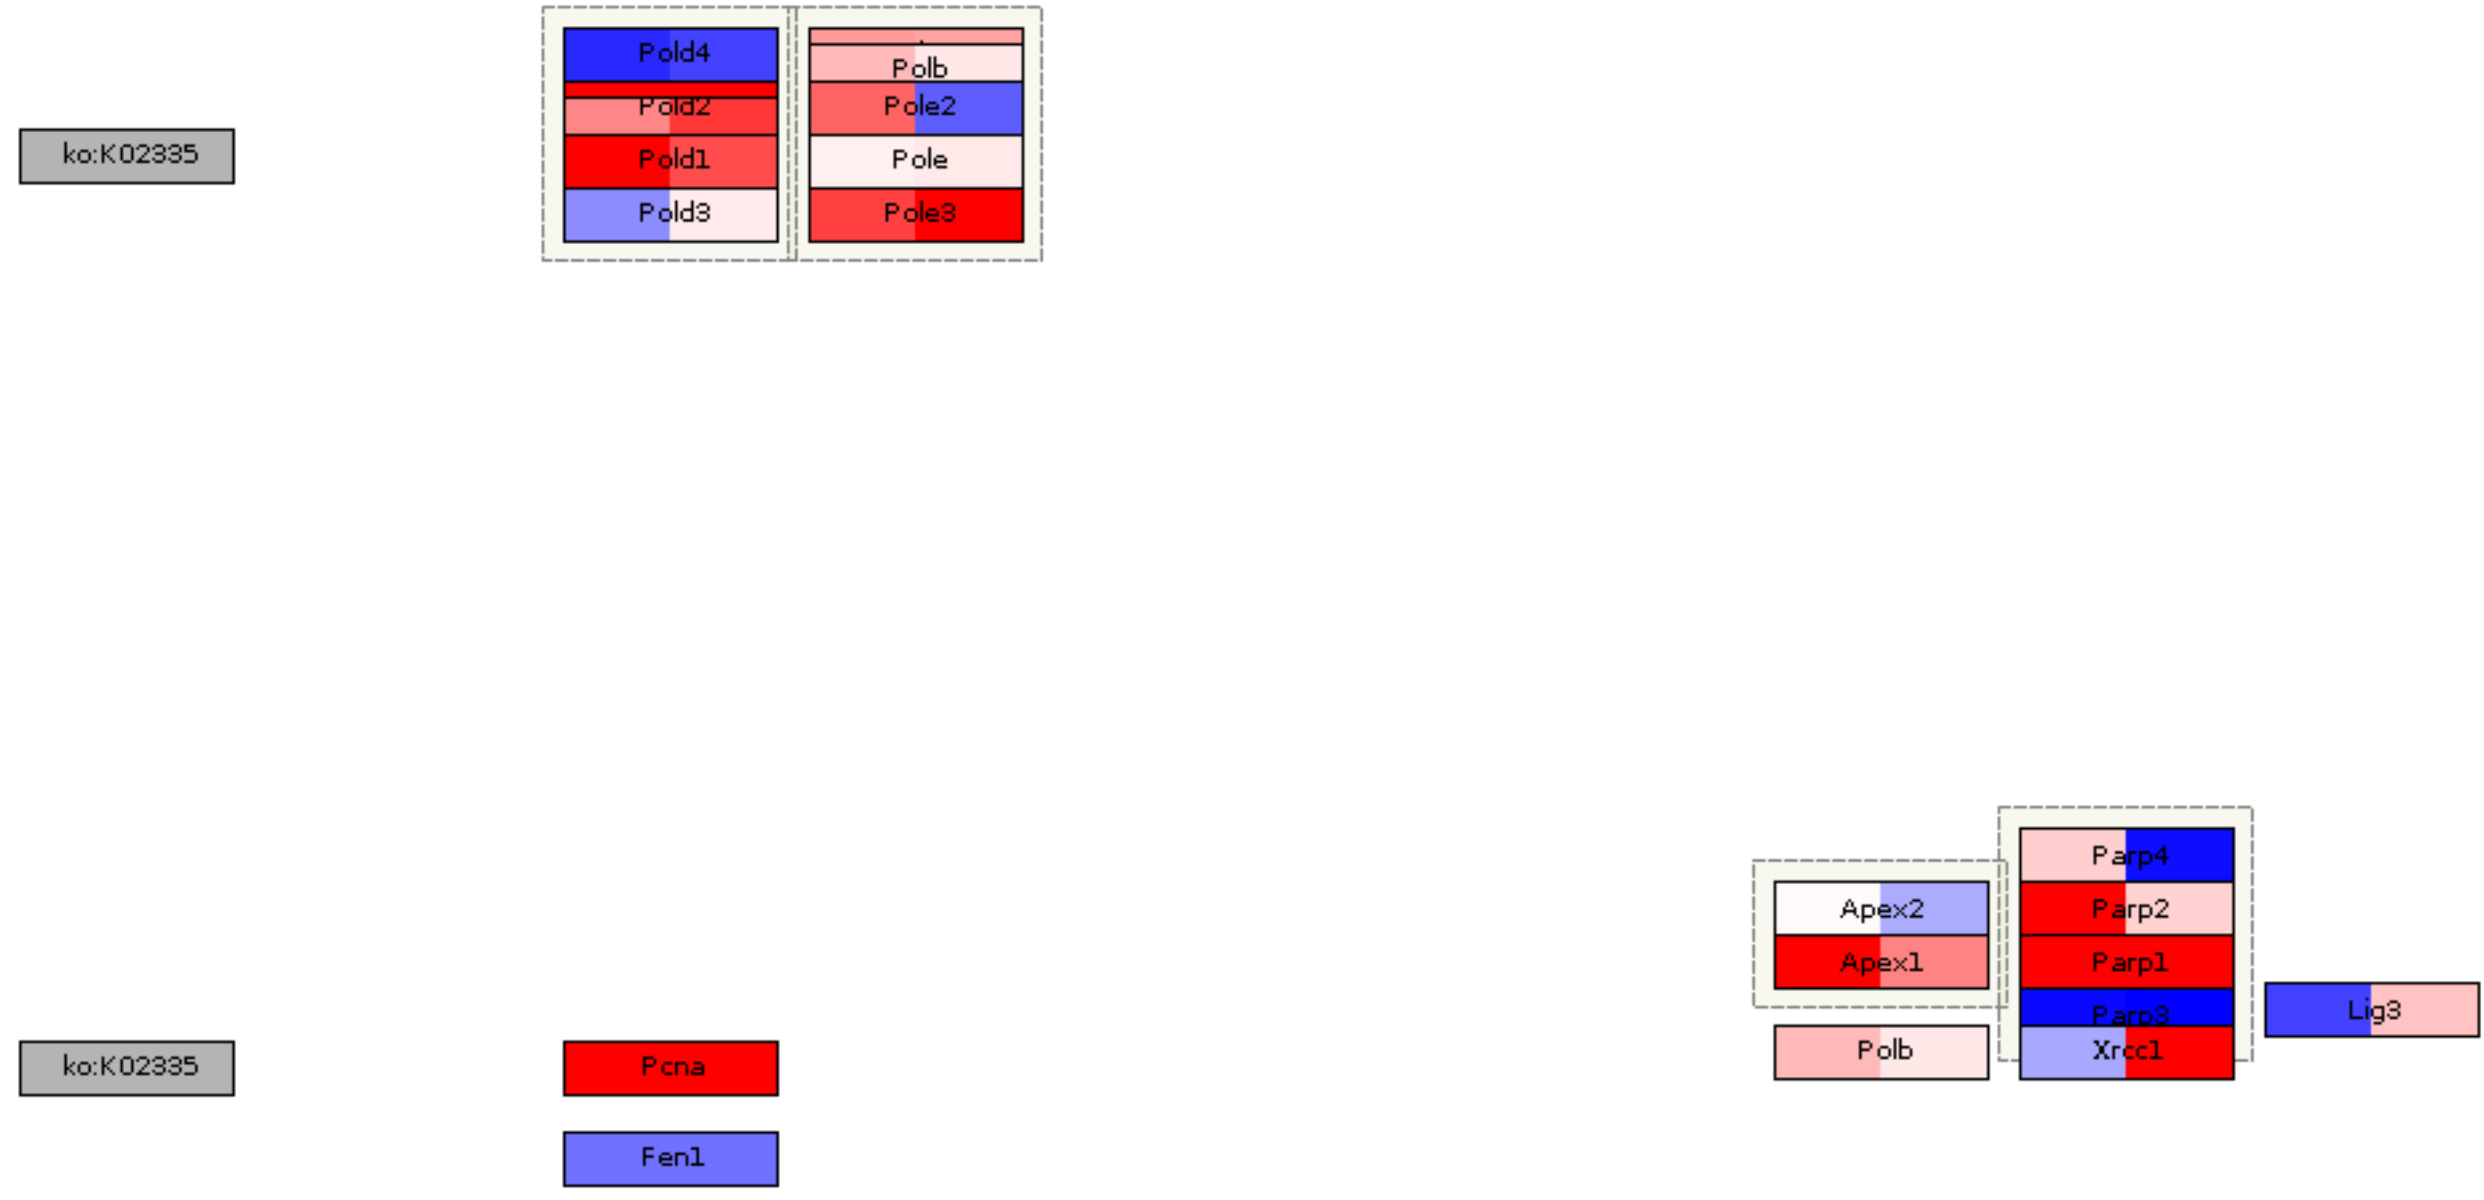 Pold4
Polb
Pold2
Pole2
ko:K02335
Pold1
Pole
Pold3
Pole3
Parp4
Apex2
Parp2
Apex1
Parp1
Parp3
Lig3
ko:K02335
Pcna
Polb
Xrcc1
Fen1